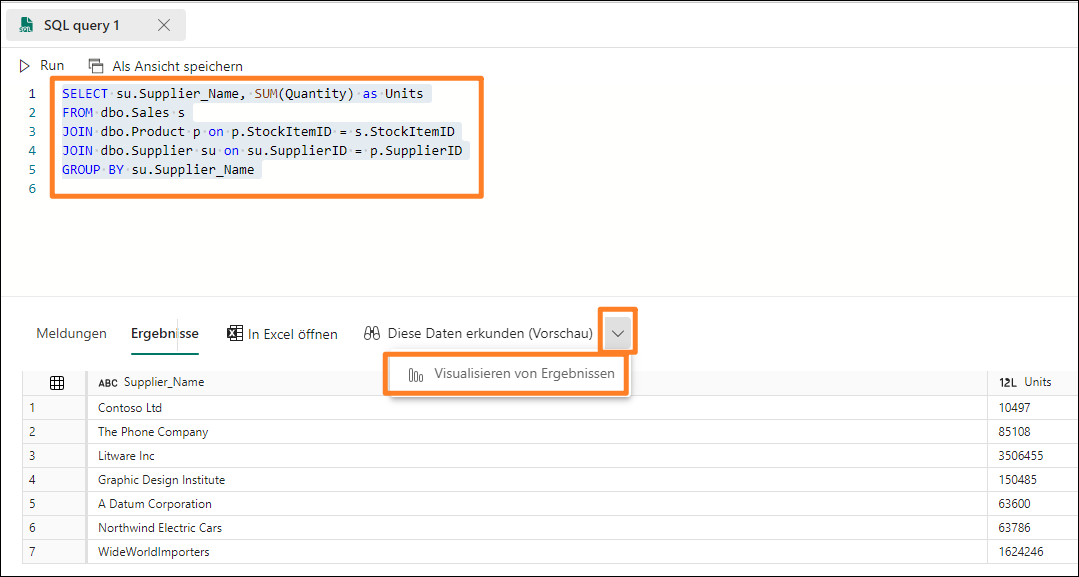 SQL query 1
Run Als Ansicht speichern
1 SELECT su.Supplier_Name, SUM(Quantity) as Units
2 FROM dbo.Sales s
3 JOIN dbo.Product p on p.StockItemID = s.StockItemID
4 JOIN dbo.Supplier su on su.SupplierID = p.SupplierID
5 GROUP BY su.Supplier_Name
6
Meldungen Ergebnisse In Excel öffnen Diese Daten erkunden (Vorschau)
Visualisieren von Ergebnissen
ABC Supplier_Name 12L Units
1 Contoso Ltd 10497
2 The Phone Company 85108
3 Litware Inc 3506455
4 Graphic Design Institute 150485
5 A Datum Corporation 63600
6 Northwind Electric Cars 63786
7 WideWorldImporters 1624246